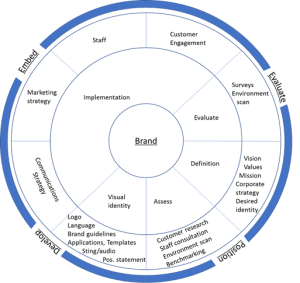 Staff
Customer
Engagement
Embed
Evaluate
Marketing
strategy
Implementation
Surveys
Environment
scan
Evaluate
Brand
Definition
Communications
Strategy
Vision
Values
Mission
Corporate
strategy
Desired
identity
Visual
identity
Assess
Logo
Language
Brand guidelines
Applications, Templates
Sting/audio
Pos. statement
Customer research
Staff consultation
Environment scan
Benchmarking
Develop
Position